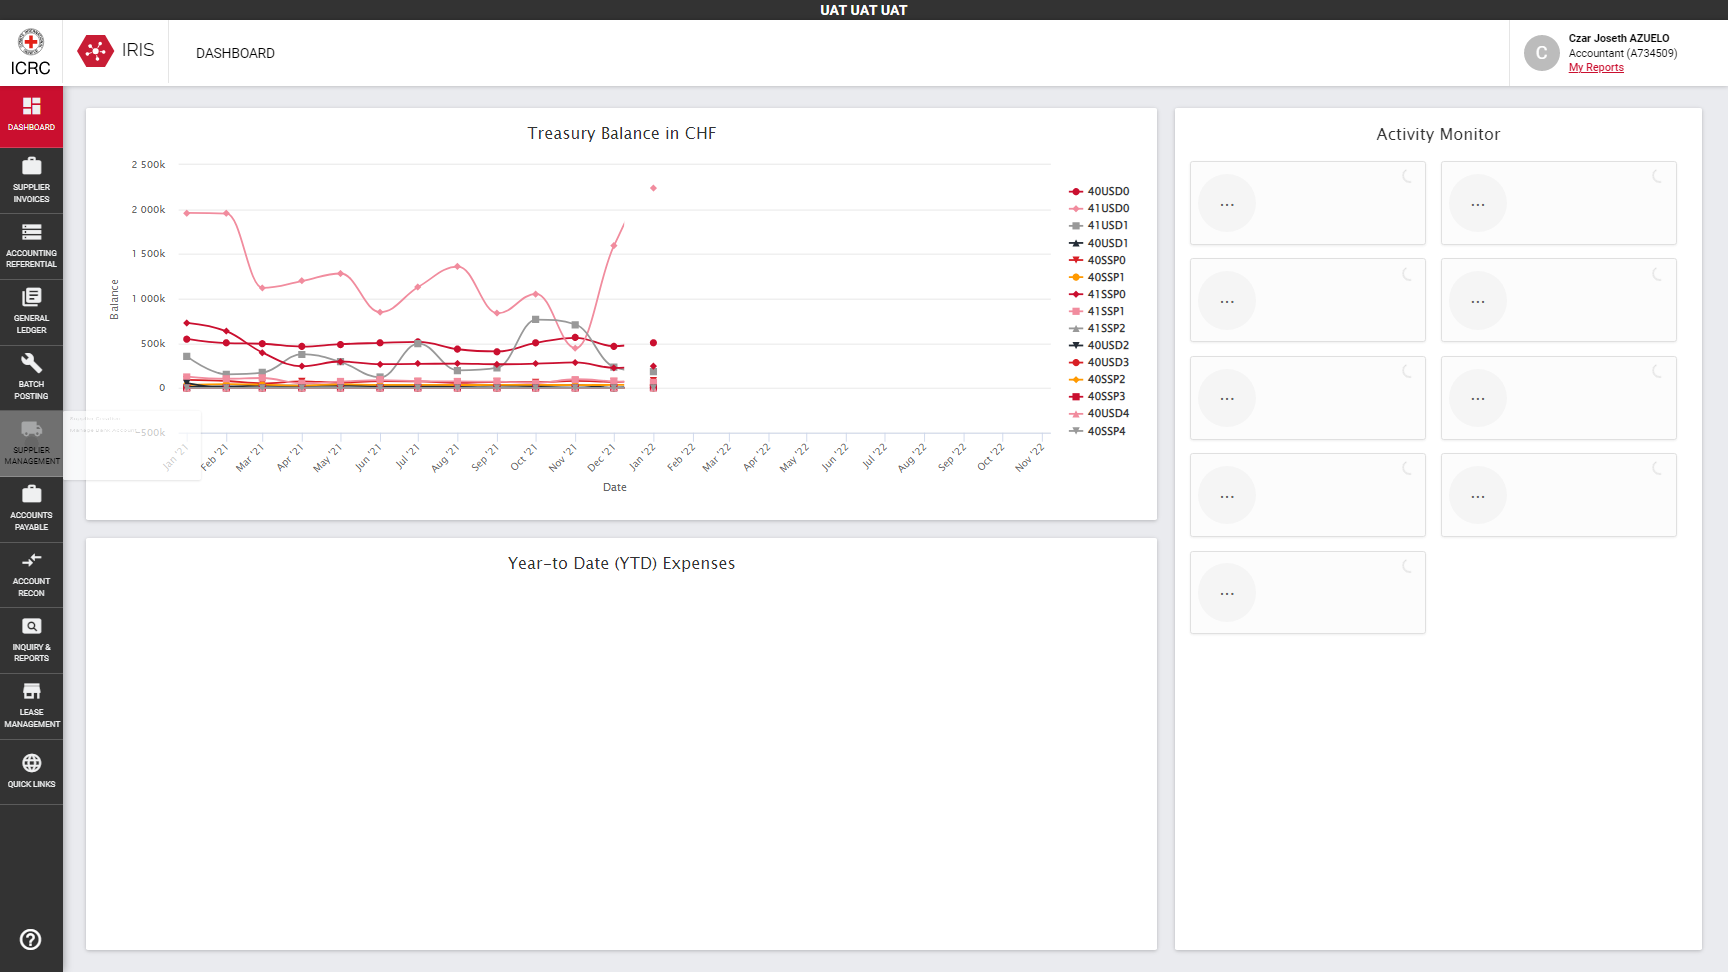 UAT UAT UAT
ICRC
IRIS
DASHBOARD
Czar Joseth AZUELO
Accountant (A734509)
My Reports
DASHBOARD
SUPPLIER
INVOICES
ACCOUNTING
REFERENTIAL
GENERAL
LEDGER
BATCH
POSTING
SUPPLIER
MANAGEMENT
ACCOUNTS
PAYABLE
ACCOUNT
RECON
INQUIRY &
REPORTS
LEASE
MANAGEMENT
QUICK LINKS
Treasury Balance in CHF
Balance
2 500k
2 000k
1 500k
1 000k
500k
0
-500k
Jan '21
Feb '21
Mar '21
Apr '21
May '21
Jun '21
Jul '21
Aug '21
Sep '21
Oct '21
Nov '21
Dec '21
Jan '22
Feb '22
Mar '22
Apr '22
May '22
Jun '22
Jul '22
Aug '22
Sep '22
Oct '22
Nov '22
Date
40USD0
41USD0
41USD1
40USD1
40SSP0
40SSP1
41SSP0
41SSP1
41SSP2
40USD2
40USD3
40SSP2
40SSP3
40USD4
40SSP4
Year-to Date (YTD) Expenses
Activity Monitor
...
...
...
...
...
...
...
...
...